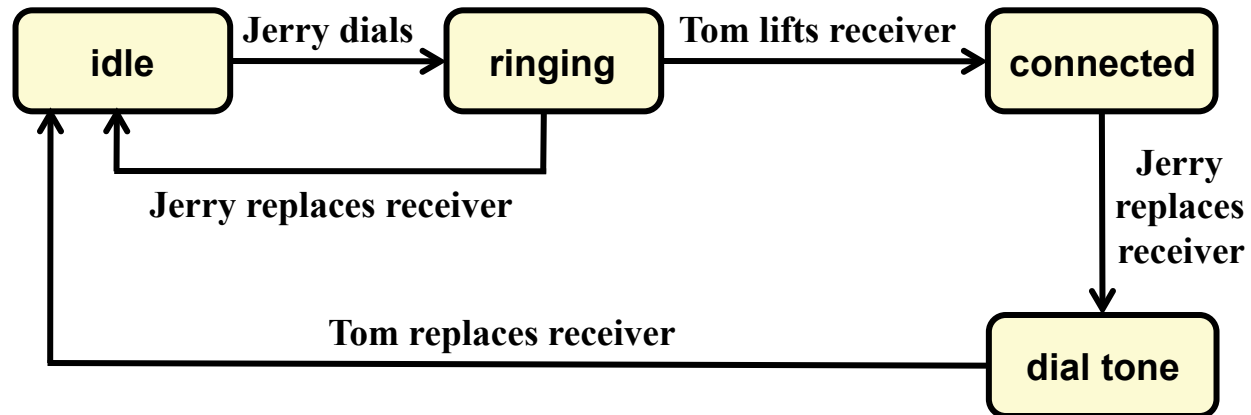 idle
Jerry dials
ringing
Tom lifts receiver
connected
Jerry replaces receiver
Jerry
replaces
receiver
Tom replaces receiver
dial tone